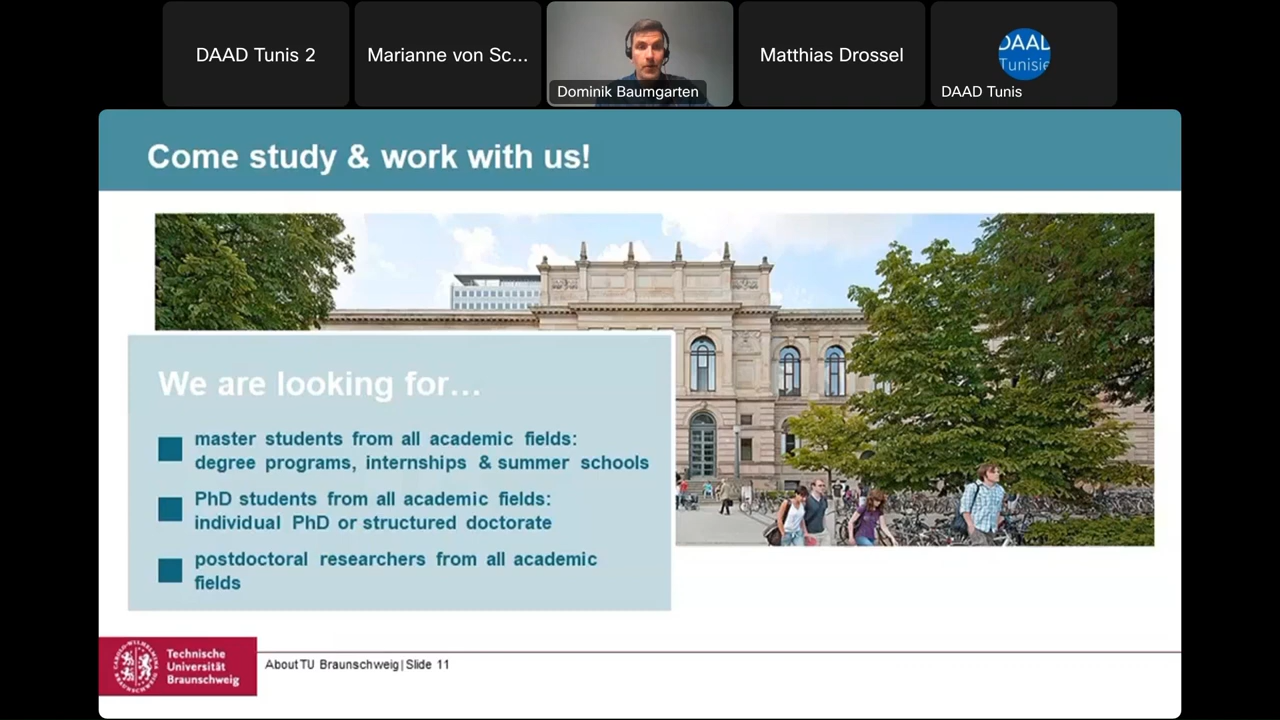 DAAD Tunis 2
Marianne von Sc...
Dominik Baumgarten
Matthias Drossel
DAAD
Tunisie
DAAD Tunis
Come study & work with us!
We are looking for...
master students from all academic fields:
degree programs, internships & summer schools
PhD students from all academic fields:
individual PhD or structured doctorate
postdoctoral researchers from all academic
fields
Technische
Universität
Braunschweig
About TU Braunschweig | Slide 11